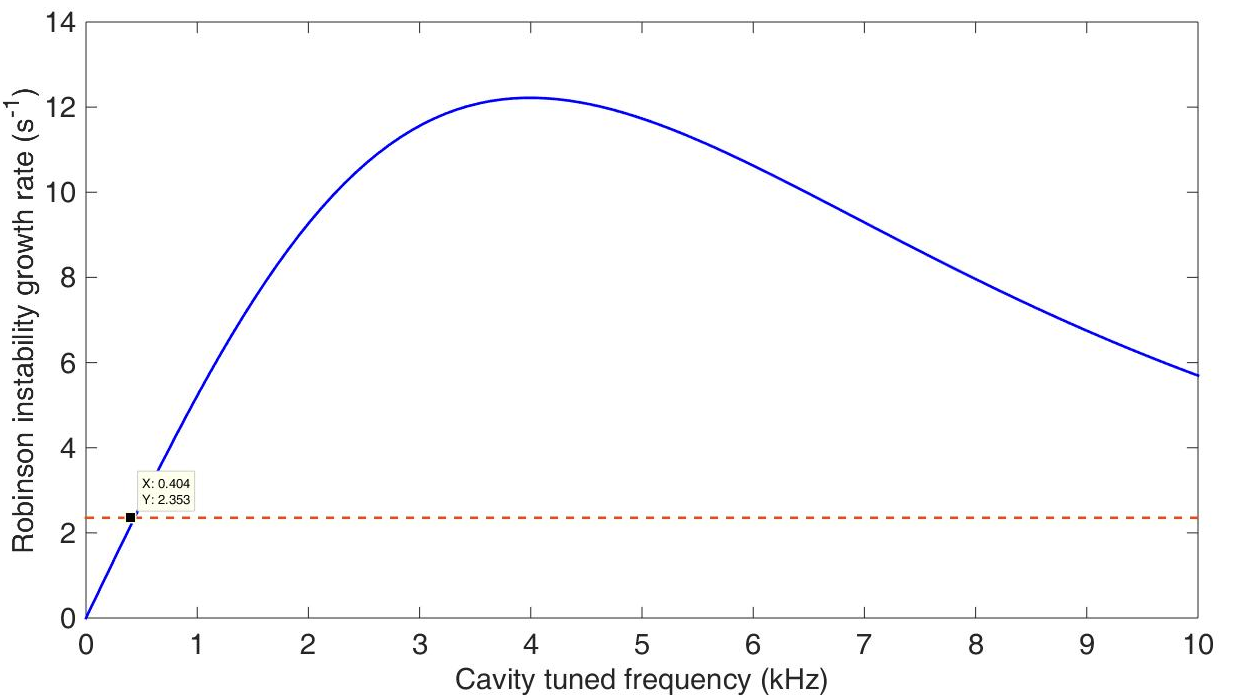 Robinson instability growth rate (s⁻¹)
14
12
10
8
6
4
2
0
X: 0.404
Y: 2.353
0 1 2 3 4 5 6 7 8 9 10
Cavity tuned frequency (kHz)